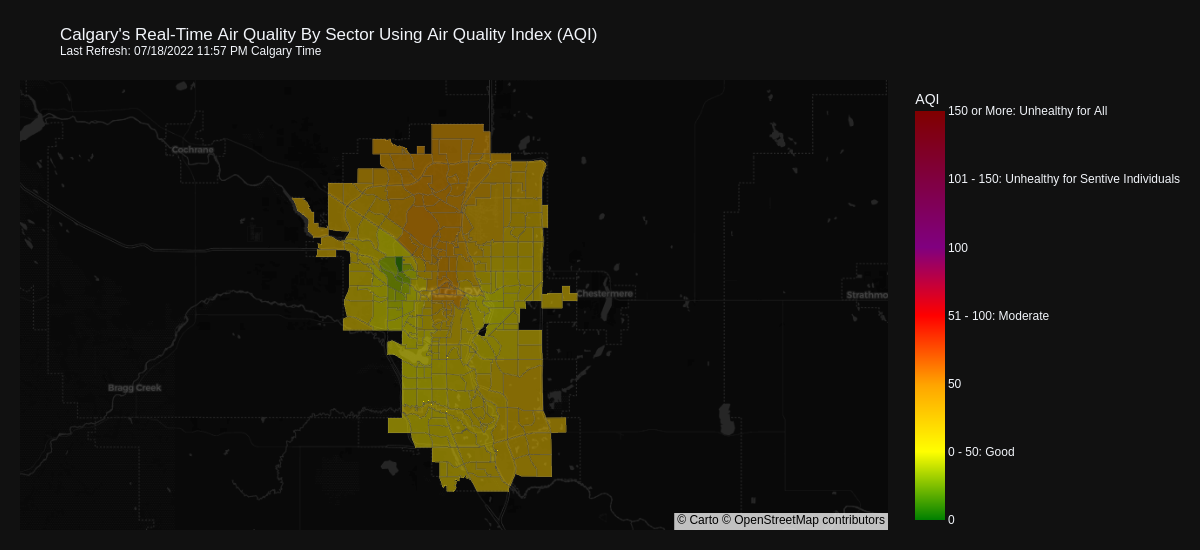 Calgary's Real-Time Air Quality By Sector Using Air Quality Index (AQI)
Last Refresh: 07/18/2022 11:57 PM Calgary Time
AQI
150 or More: Unhealthy for All
Cochrane
101 - 150: Unhealthy for Sentive Individuals
100
CALGARY
Chestermere
Strathmo
51 - 100: Moderate
Bragg Creek
50
0 - 50: Good
© Carto © OpenStreetMap contributors
0